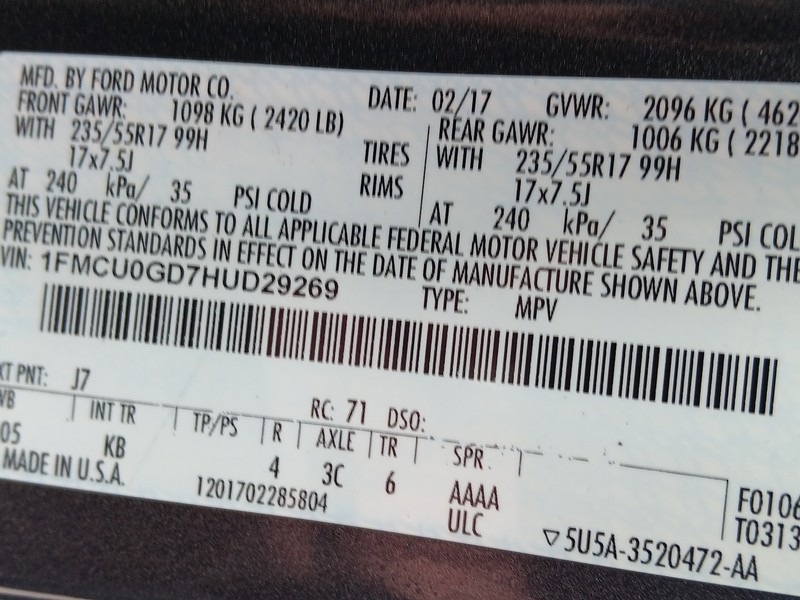 MFD. BY FORD MOTOR CO. DATE: 02/17 GVWR: 2096 KG ( 462
FRONT GAWR: 1098 KG ( 2420 LB) REAR GAWR: 1006 KG ( 2218
WITH 235/55R17 99H TIRES WITH 235/55R17 99H
17x7.5J RIMS 17x7.5J
AT 240 kPa/ 35 PSI COLD AT 240 kPa/ 35 PSI COL
THIS VEHICLE CONFORMS TO ALL APPLICABLE FEDERAL MOTOR VEHICLE SAFETY AND THE
PREVENTION STANDARDS IN EFFECT ON THE DATE OF MANUFACTURE SHOWN ABOVE.
VIN: 1FMCU0GD7HUD29269 TYPE: MPV
XT PNT: J7 RC: 71 DSO:
WB INT TR TP/PS R AXLE TR SPR
05 KB 4 3C 6 AAAA
MADE IN U.S.A. 1201702285804 ULC
F0106
T0313
5U5A-3520472-AA